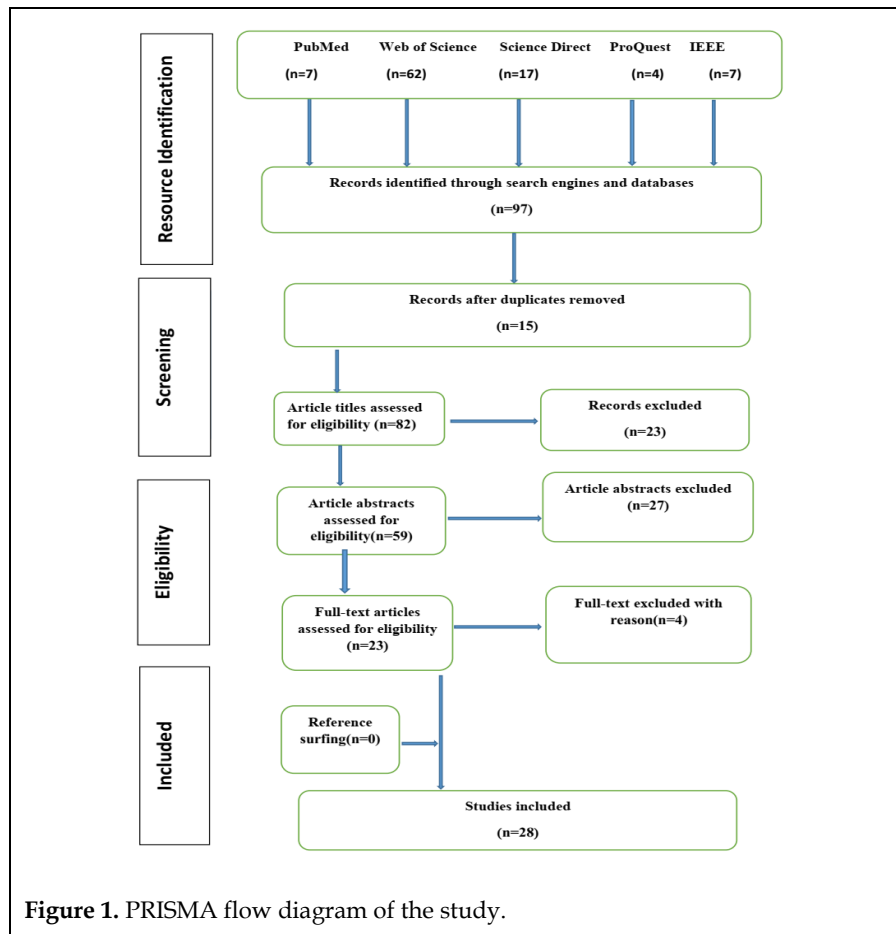 PubMed Web of Science Science Direct ProQuest IEEE
(n=7) (n=62) (n=17) (n=4) (n=7)
Resource Identification
Records identified through search engines and databases
(n=97)
Screening
Records after duplicates removed
(n=15)
Article titles assessed
for eligibility (n=82)
Records excluded
(n=23)
Eligibility
Article abstracts
assessed for
eligibility(n=59)
Article abstracts excluded
(n=27)
Full-text articles
assessed for eligibility
(n=23)
Full-text excluded with
reason(n=4)
Included
Reference
surfing(n=0)
Studies included
(n=28)
Figure 1. PRISMA flow diagram of the study.